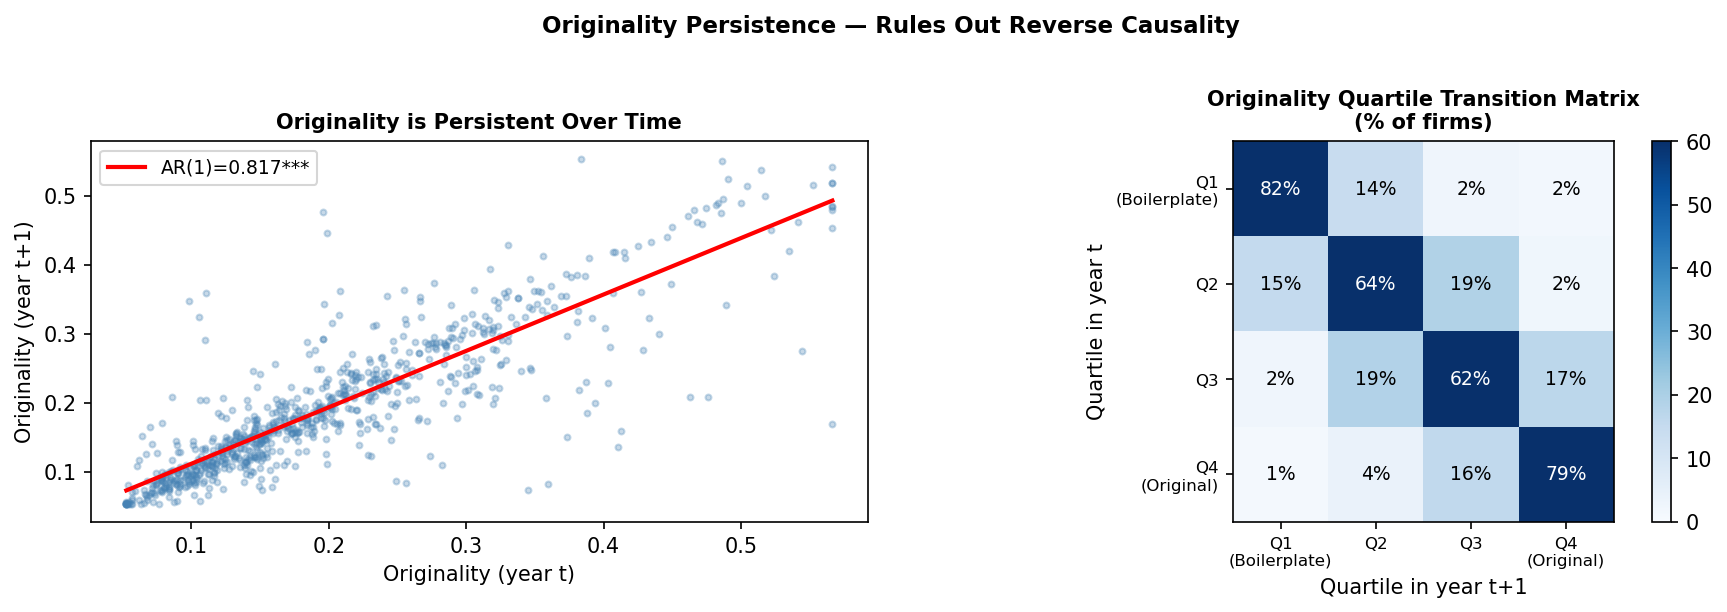 Originality Persistence — Rules Out Reverse Causality
Originality is Persistent Over Time
AR(1)=0.817***
0.5
0.4
0.3
0.2
0.1
Originality (year t+1)
0.1 0.2 0.3 0.4 0.5
Originality (year t)
Originality Quartile Transition Matrix
(% of firms)
Quartile in year t
Q1
(Boilerplate)
82% 14% 2% 2%
Q2
15% 64% 19% 2%
Q3
2% 19% 62% 17%
Q4
(Original)
1% 4% 16% 79%
Q1 Q2 Q3 Q4
(Boilerplate) (Original)
Quartile in year t+1
60
50
40
30
20
10
0